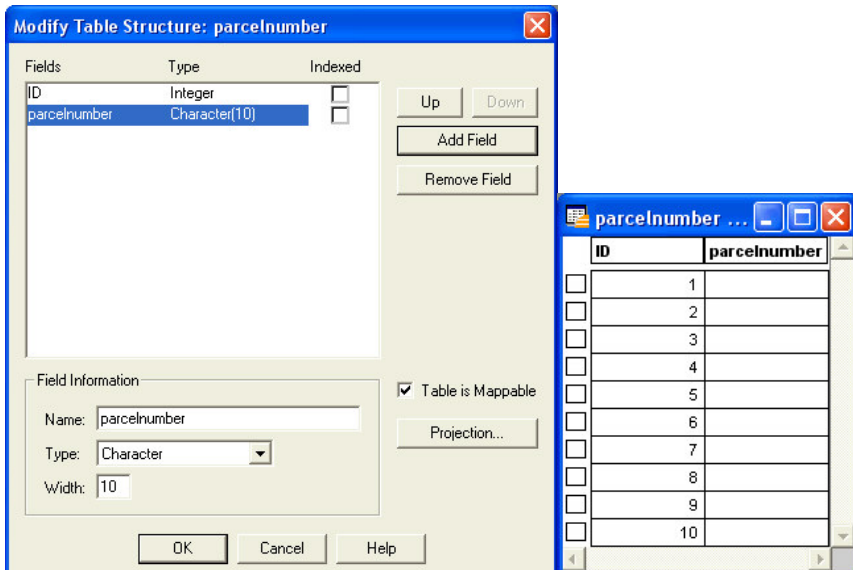 Modify Table Structure: parcelnumber
Fields Type Indexed
ID Integer
parcelnumber Character(10)
Up Down
Add Field
Remove Field
Field Information
Name: parcelnumber
Type: Character
Width: 10
Table is Mappable
Projection...
OK Cancel Help
parcelnumber ...
ID parcelnumber
1
2
3
4
5
6
7
8
9
10